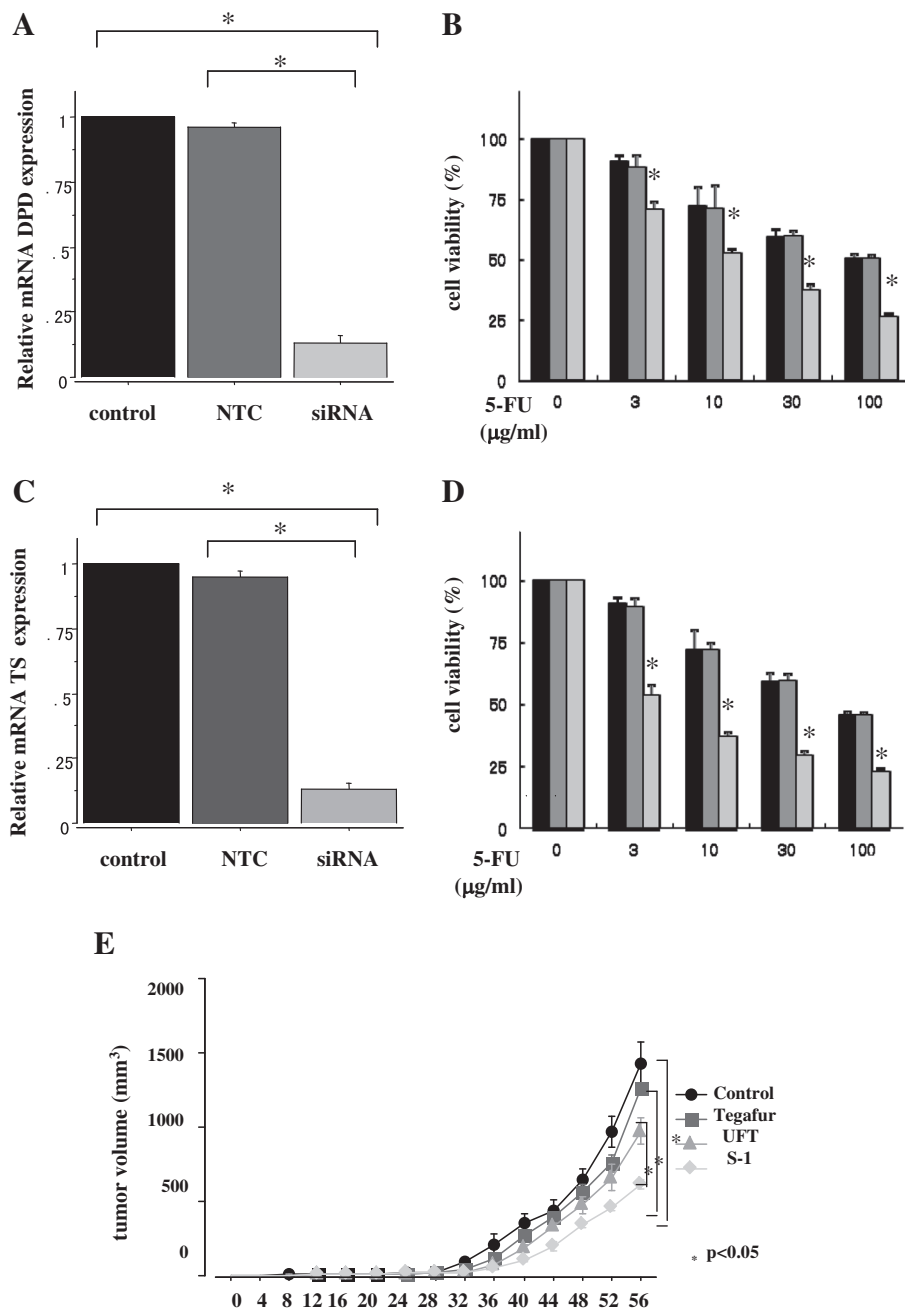 A
*
*
Relative mRNA DPD expression
1
.75
.5
.25
0
control NTC siRNA
B
cell viability (%)
100
75
50
25
0
* * * *
5-FU 0 3 10 30 100
(µg/ml)
C
*
*
Relative mRNA TS expression
1
.75
.5
.25
0
control NTC siRNA
D
cell viability (%)
100
75
50
25
0
* * * *
5-FU 0 3 10 30 100
(µg/ml)
E
tumor volume (mm³)
2000
1500
1000
500
0
0 4 8 12 16 20 24 28 32 36 40 44 48 52 56
Control
Tegafur
UFT
S-1
* * *
* p<0.05